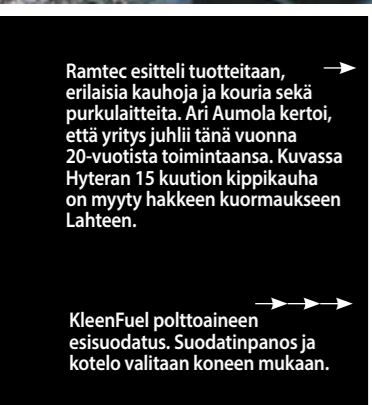 Ramtec esitteli tuotteitaan,
erilaisia kauhoja ja kouria sekä
purkulaitteita. Ari Aumola kertoi,
että yritys juhlii tänä vuonna
20-vuotista toimintaansa. Kuvassa
Hyteran 15 kuution kippikauha
on myyty hakkeen kuormaukseen
Lahteen.
KleenFuel polttoaineen
esisuodatus. Suodatinpanos ja
kotelo valitaan koneen mukaan.